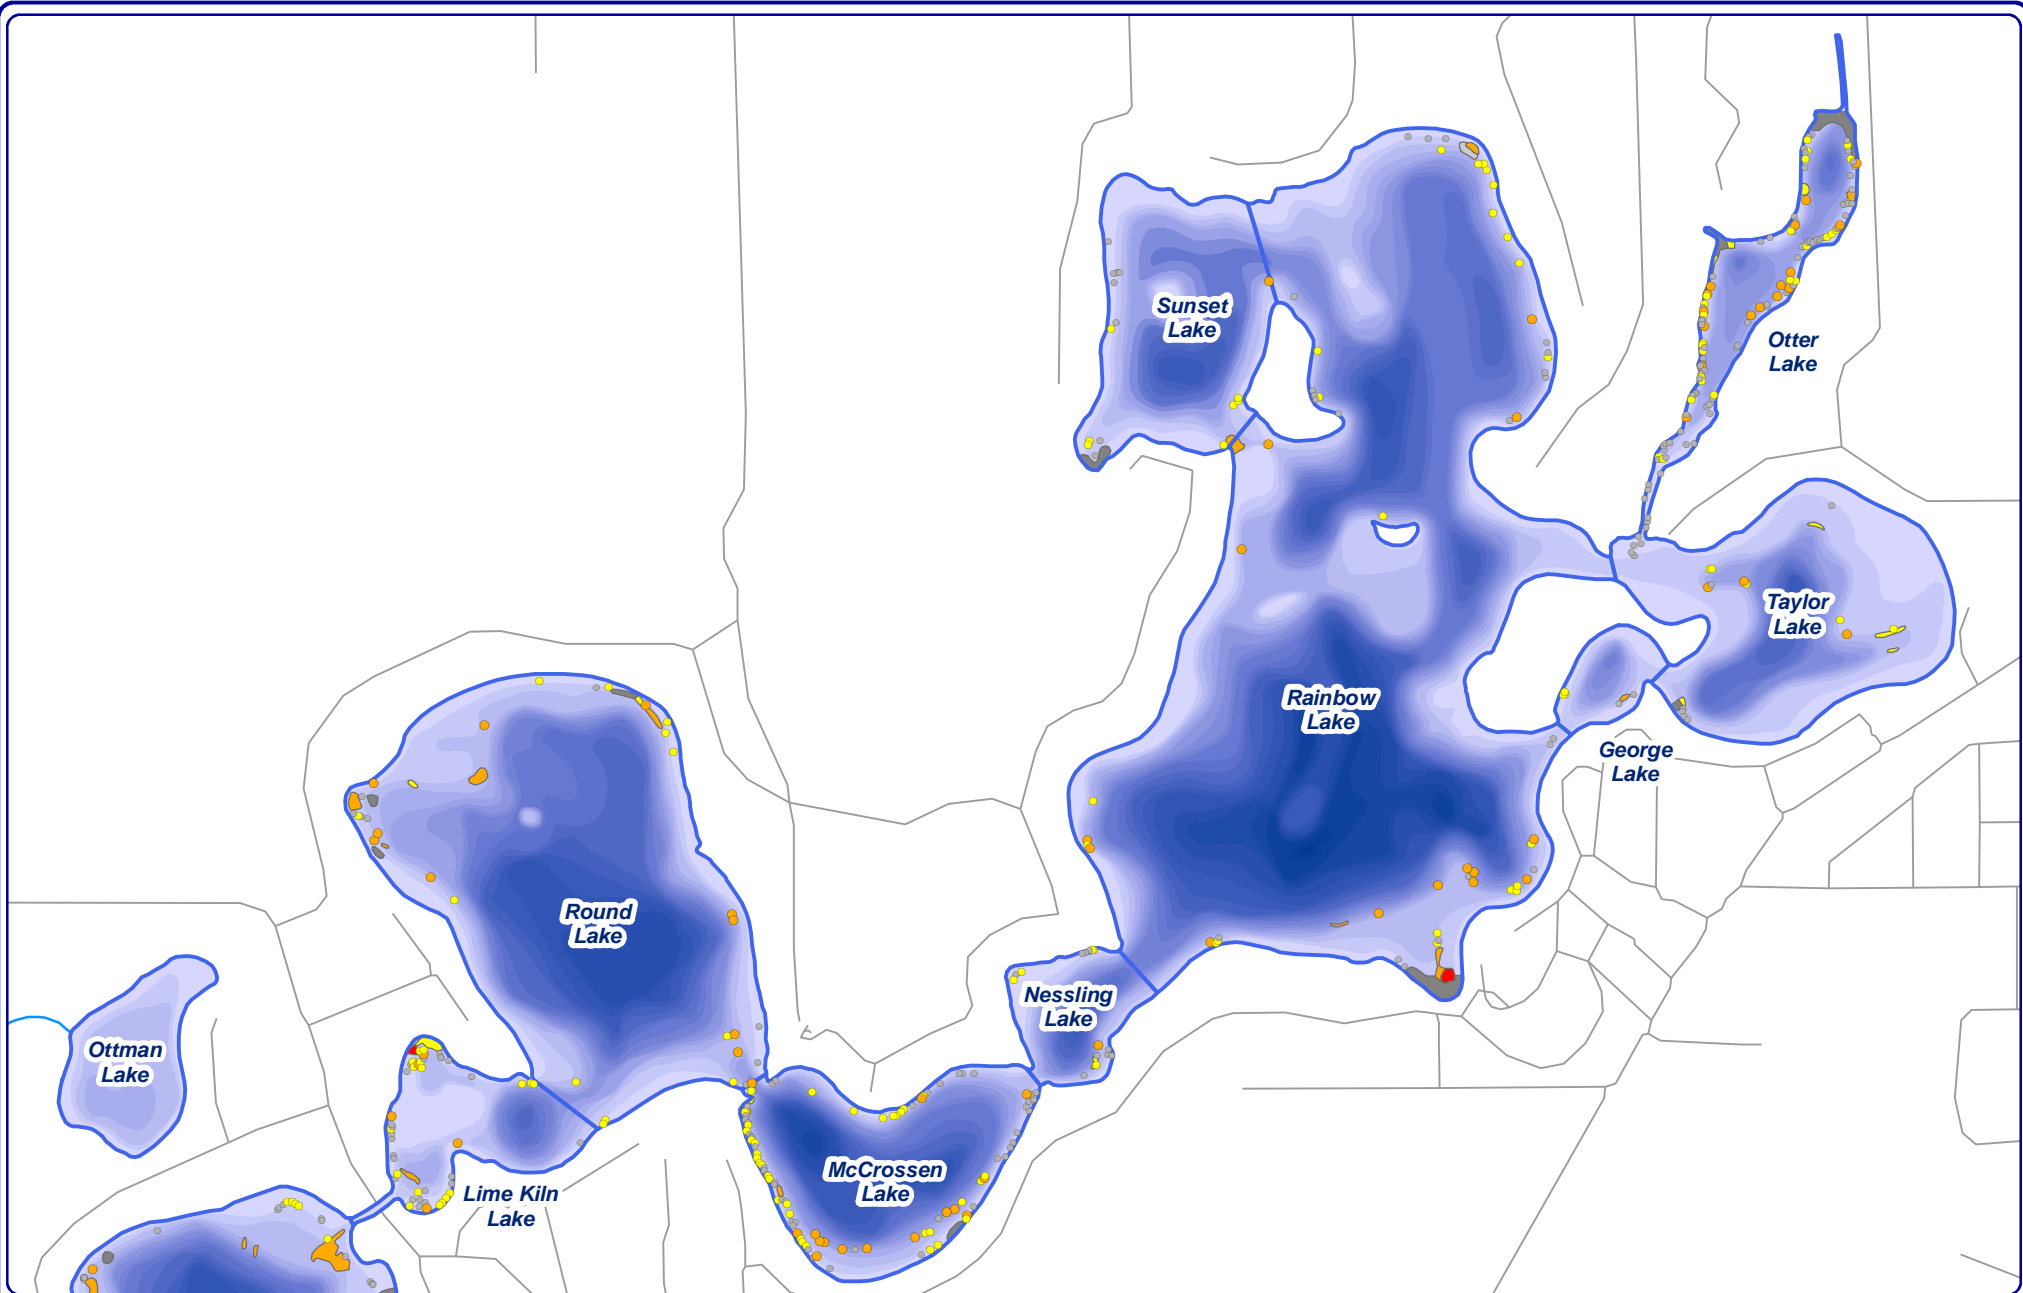 Sunset
Lake
Otter
Lake
Taylor
Lake
Rainbow
Lake
George
Lake
Round
Lake
Nessling
Lake
Ottman
Lake
McCrossen
Lake
Lime Kiln
Lake